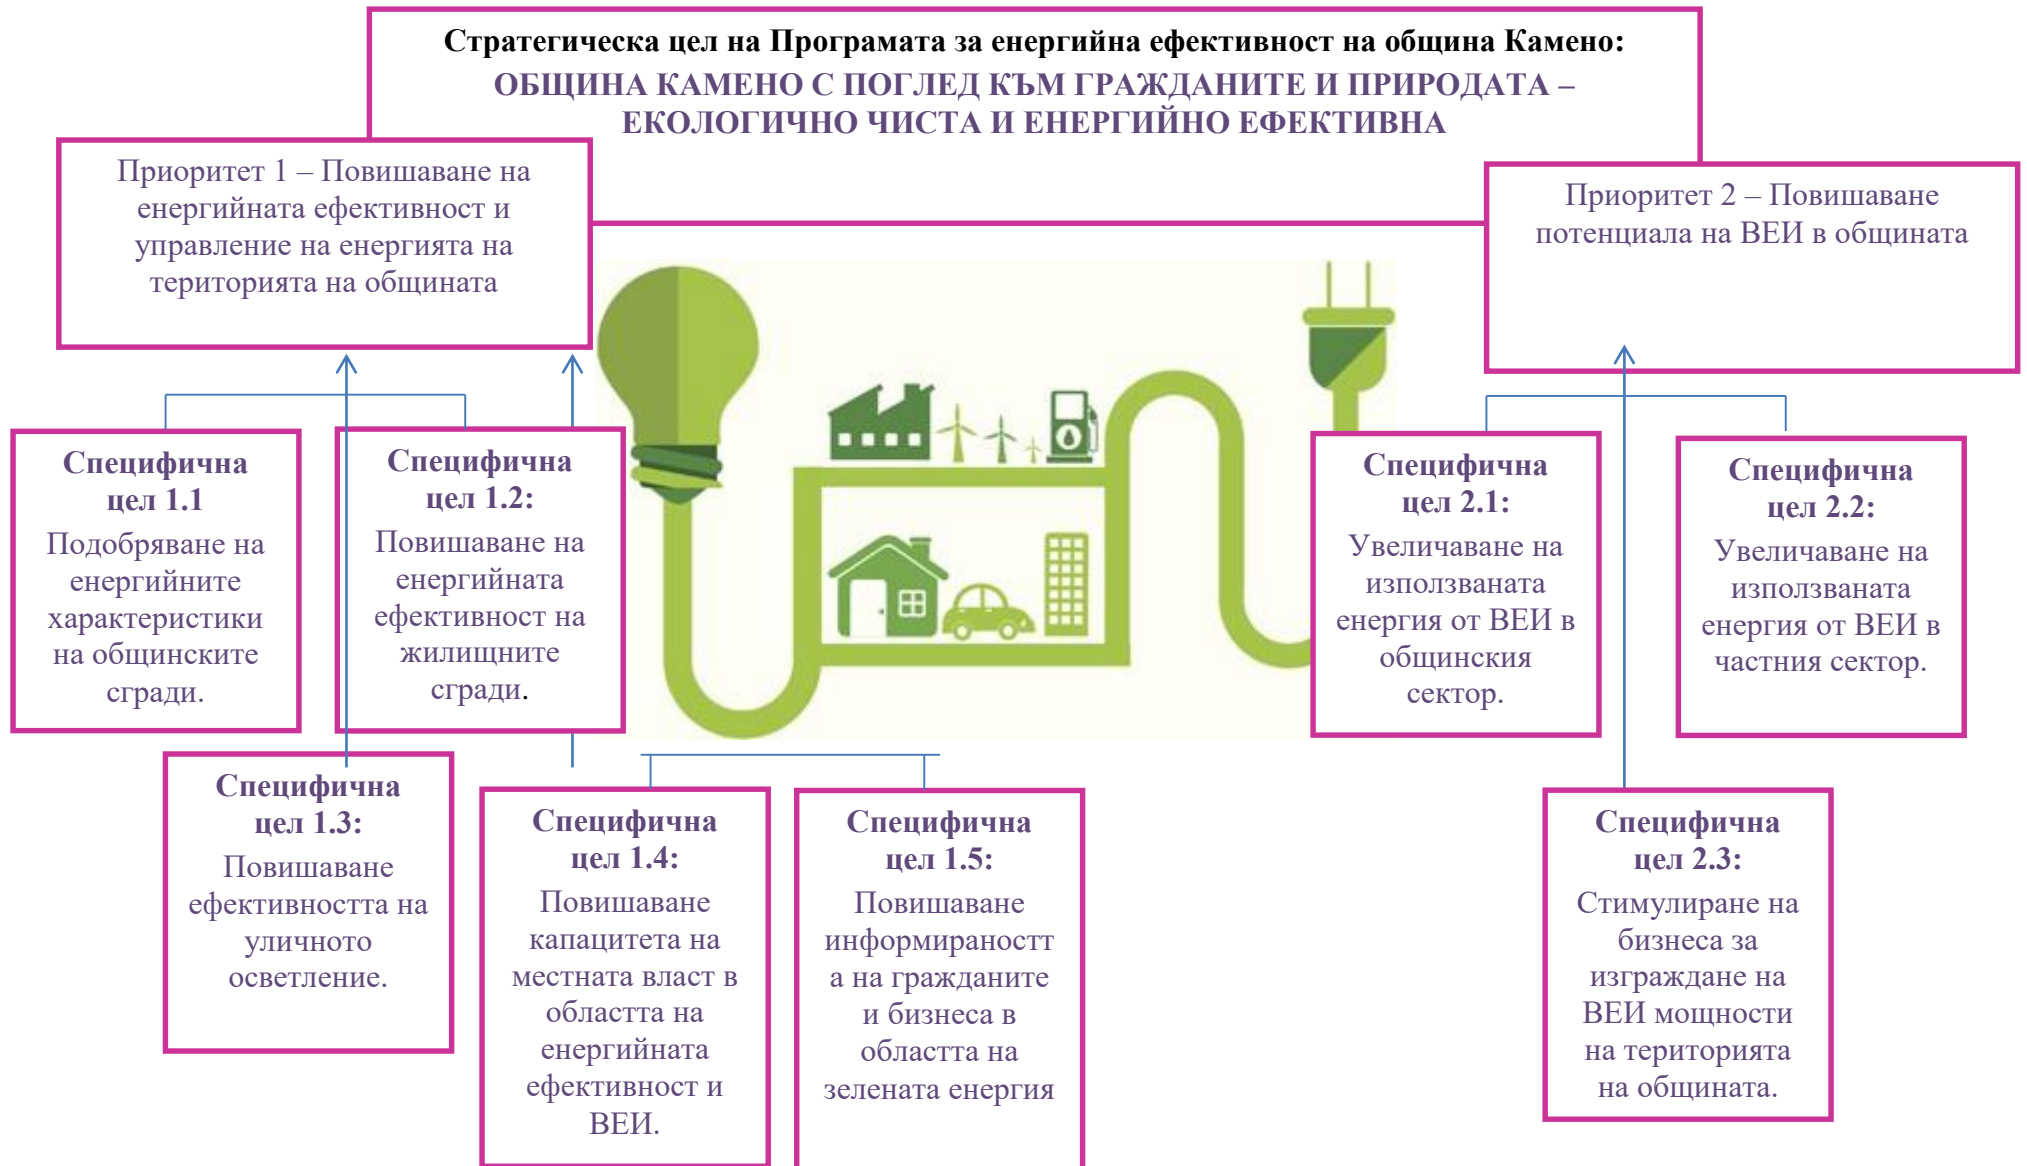 Стратегическа цел на Програмата за енергийна ефективност на община Камено:
ОБЩИНА КАМЕНО С ПОГЛЕД КЪМ ГРАЖДАНИТЕ И ПРИРОДАТА –
ЕКОЛОГИЧНО ЧИСТА И ЕНЕРГИЙНО ЕФЕКТИВНА
Приоритет 1 – Повишаване на
енергийната ефективност и
управление на енергията на
територията на общината
Приоритет 2 – Повишаване
потенциала на ВЕИ в общината
Специфична
цел 1.1
Подобряване на
енергийните
характеристики
на общинските
сгради.
Специфична
цел 1.2:
Повишаване на
енергийната
ефективност на
жилищните
сгради.
Специфична
цел 2.1:
Увеличаване на
използваната
енергия от ВЕИ в
общинския
сектор.
Специфична
цел 2.2:
Увеличаване на
използваната
енергия от ВЕИ в
частния сектор.
Специфична
цел 1.3:
Повишаване
ефективността на
уличното
осветление.
Специфична
цел 1.4:
Повишаване
капацитета на
местната власт в
областта на
енергийната
ефективност и
ВЕИ.
Специфична
цел 1.5:
Повишаване
информираностт
а на гражданите
и бизнеса в
областта на
зелената енергия
Специфична
цел 2.3:
Стимулиране на
бизнеса за
изграждане на
ВЕИ мощности
на територията
на общината.